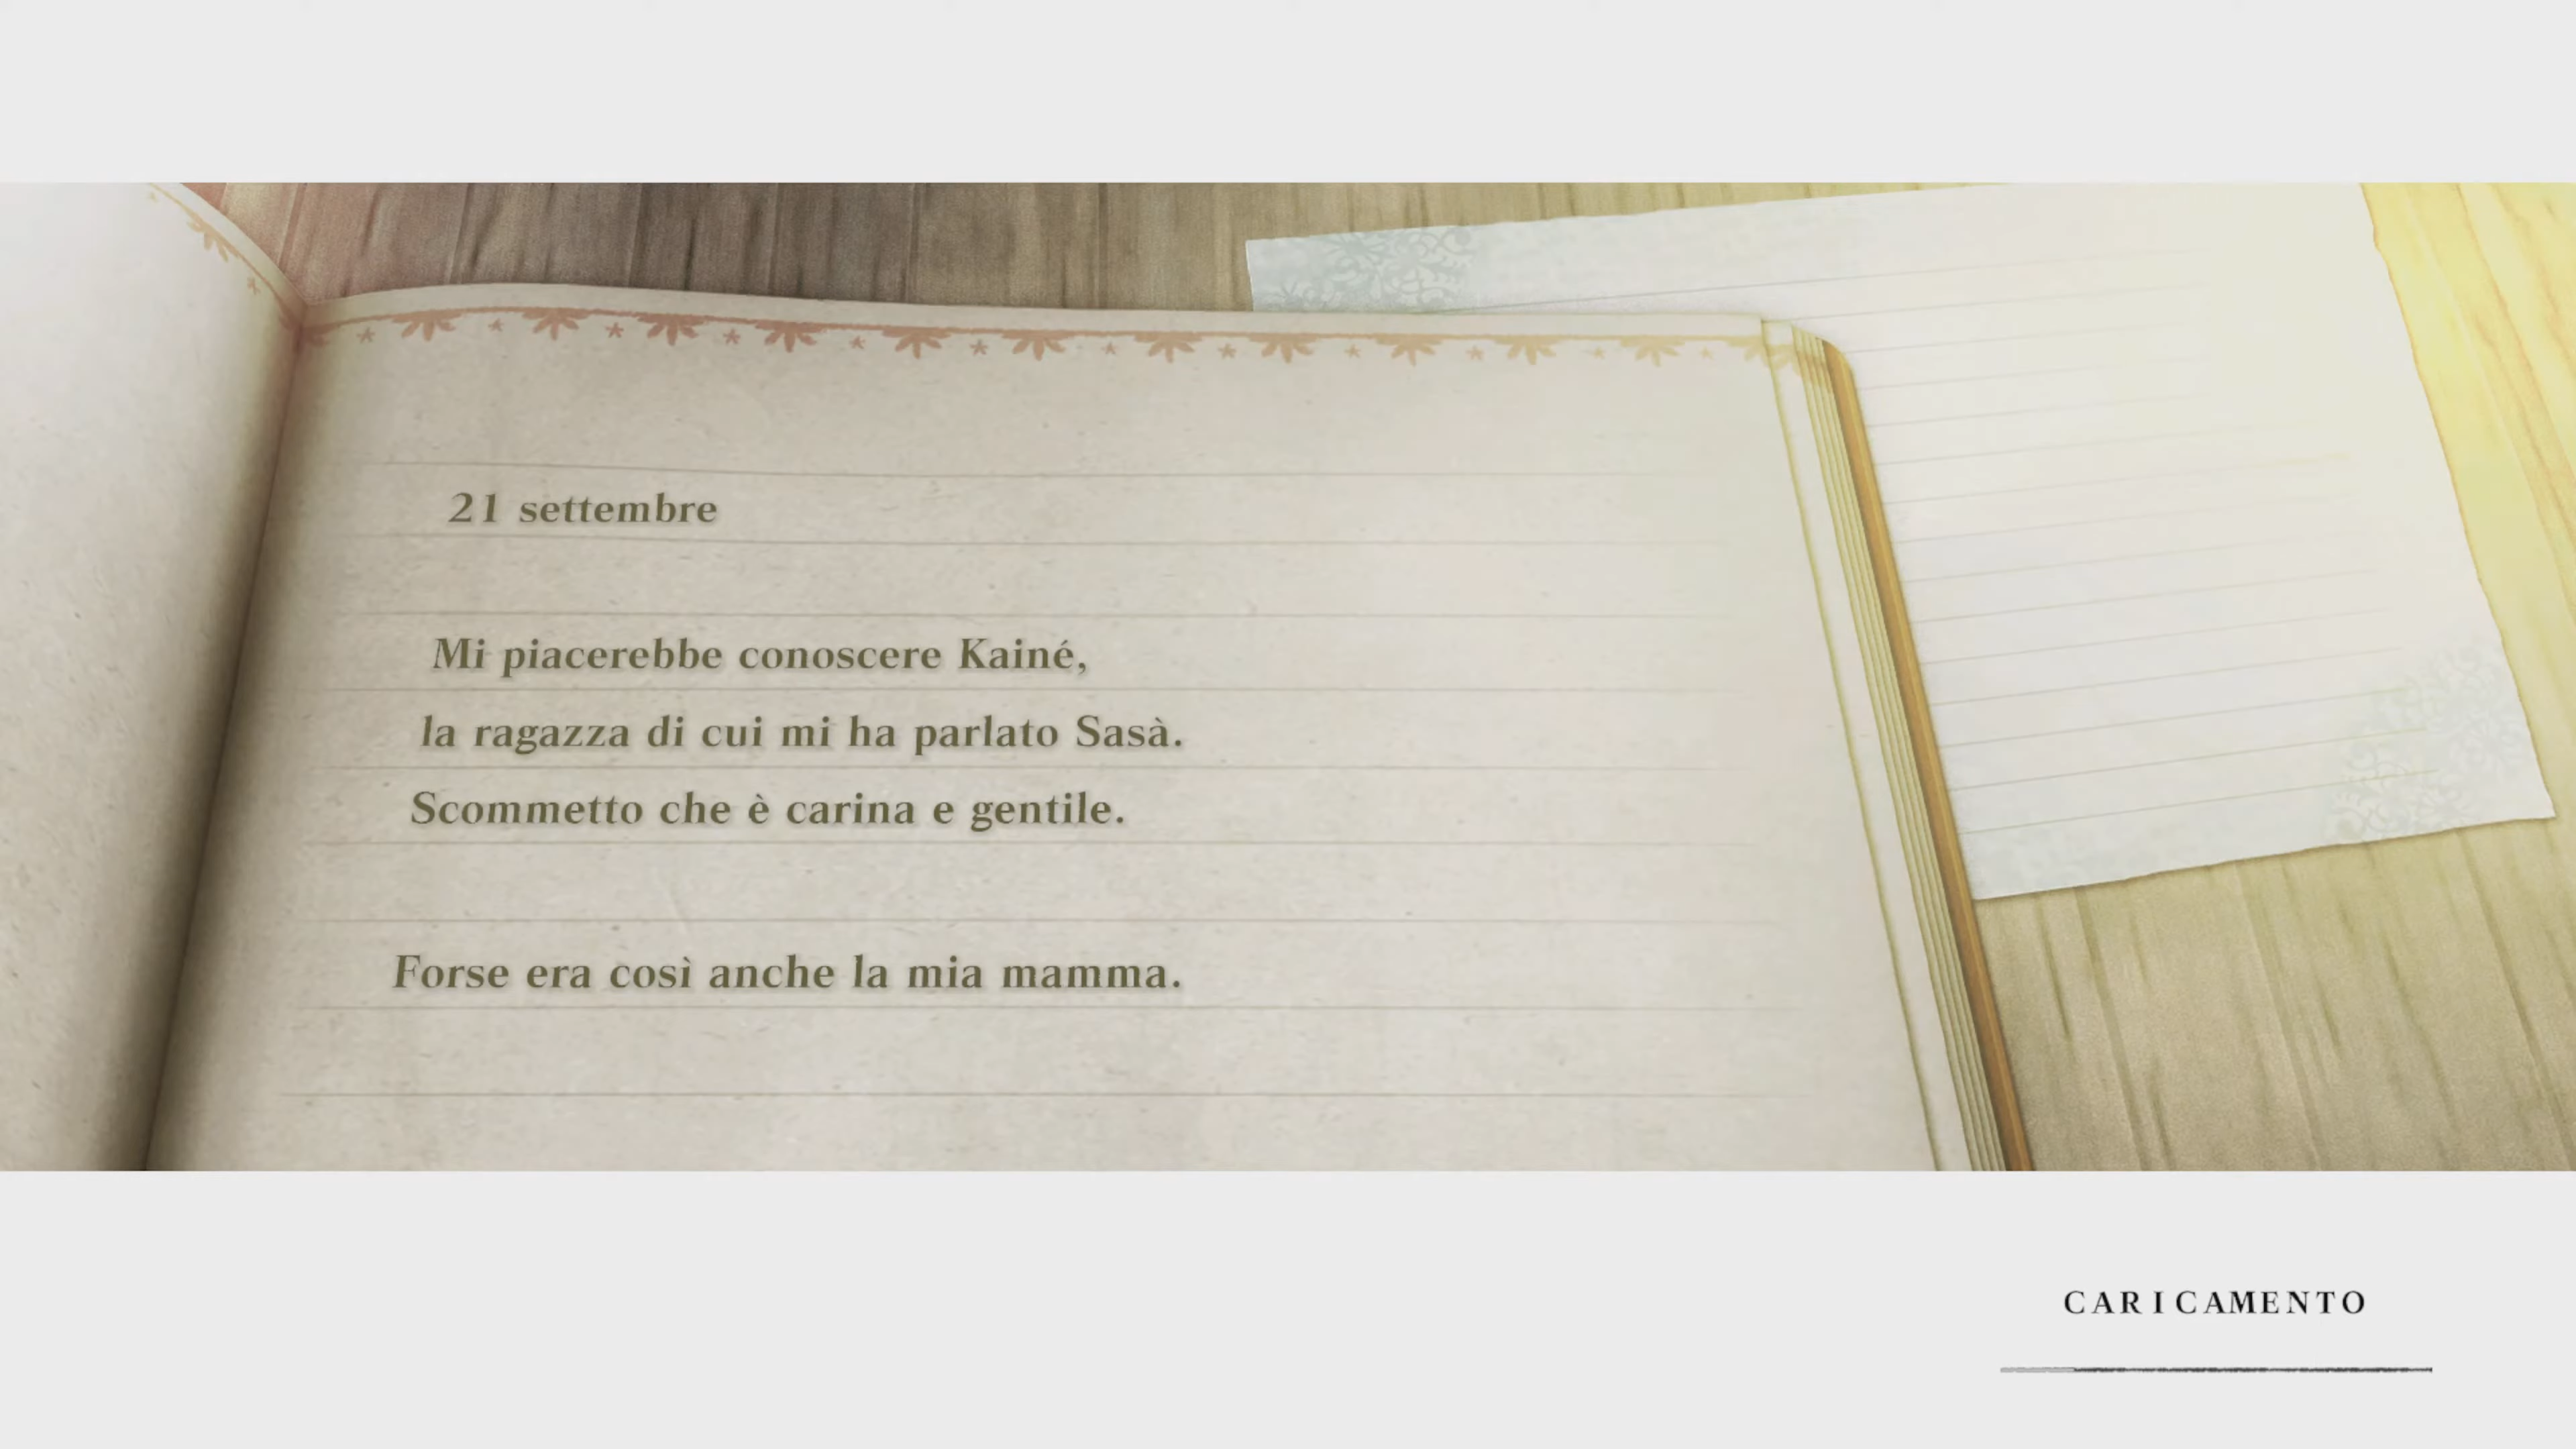 21 settembre
Mi piacerebbe conoscere Kainé,
la ragazza di cui mi ha parlato Sasà.
Scommetto che è carina e gentile.
Forse era così anche la mia mamma.
CARICAMENTO